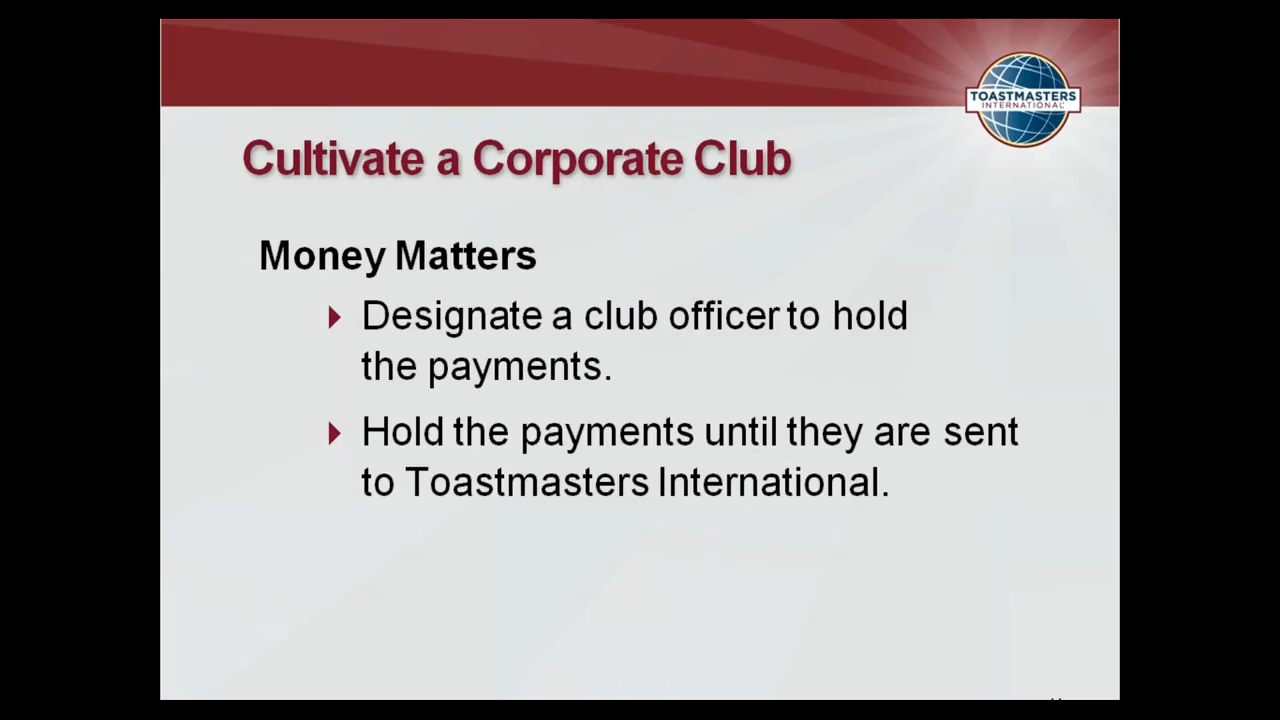 TOASTMASTERS
INTERNATIONAL
Cultivate a Corporate Club
Money Matters
Designate a club officer to hold
the payments.
Hold the payments until they are sent
to Toastmasters International.